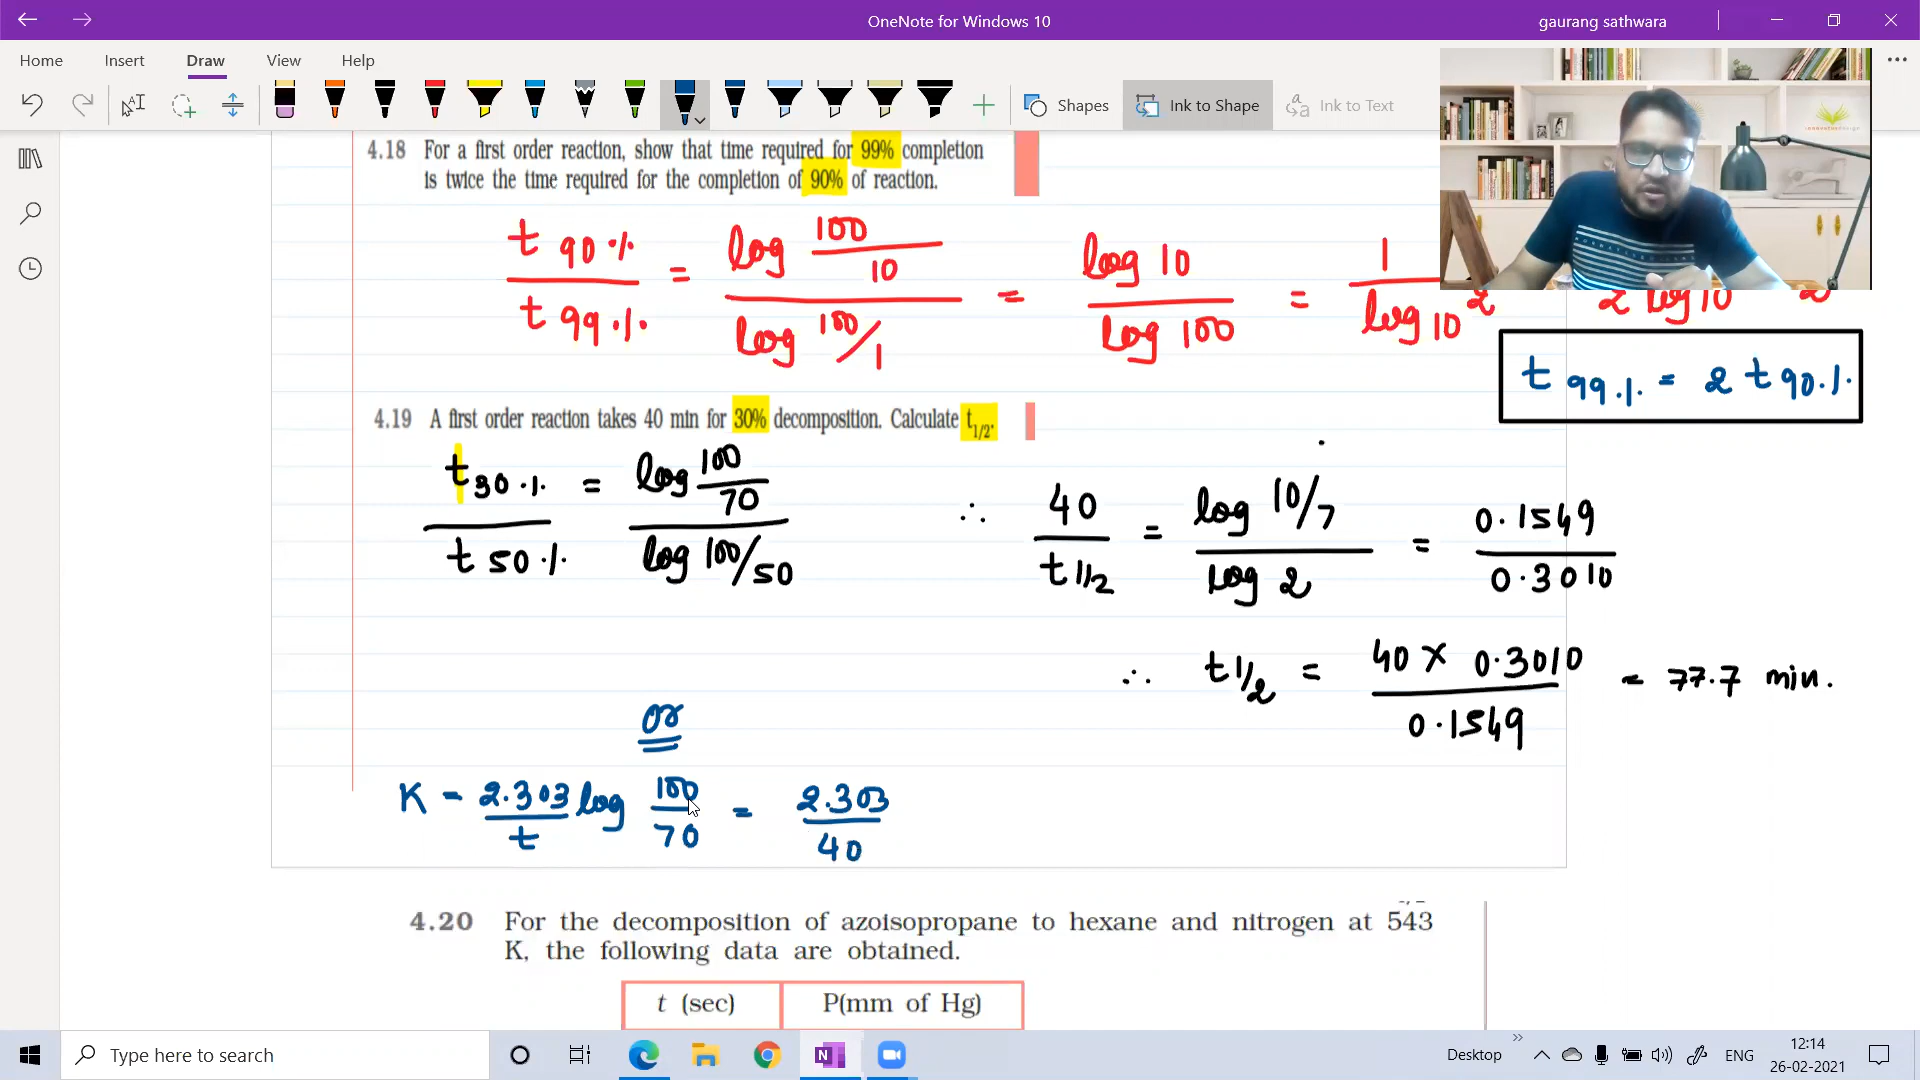 OneNote for Windows 10
gaurang sathwara
Home Insert Draw View Help
Shapes Ink to Shape Ink to Text
4.18 For a first order reaction, show that time required for 99% completion
is twice the time required for the completion of 90% of reaction.
t 90% / t 99% = log 100/10 / log 100/1 = log 10 / log 100 = 1 / log 10 2
2 log 10
t 99% = 2 t 90%
4.19 A first order reaction takes 40 min for 30% decomposition. Calculate t1/2.
t 30% / t 50% = log 100/70 / log 100/50
∴ 40 / t 1/2 = log 10/7 / log 2 = 0.1549 / 0.3010
∴ t 1/2 = 40 × 0.3010 / 0.1549 = 77.7 min.
or
K = 2.303 / t log 100 / 70 = 2.303 / 40
4.20 For the decomposition of azoisopropane to hexane and nitrogen at 543
K, the following data are obtained.
t (sec) P(mm of Hg)
Type here to search
Desktop
ENG
12:14
26-02-2021